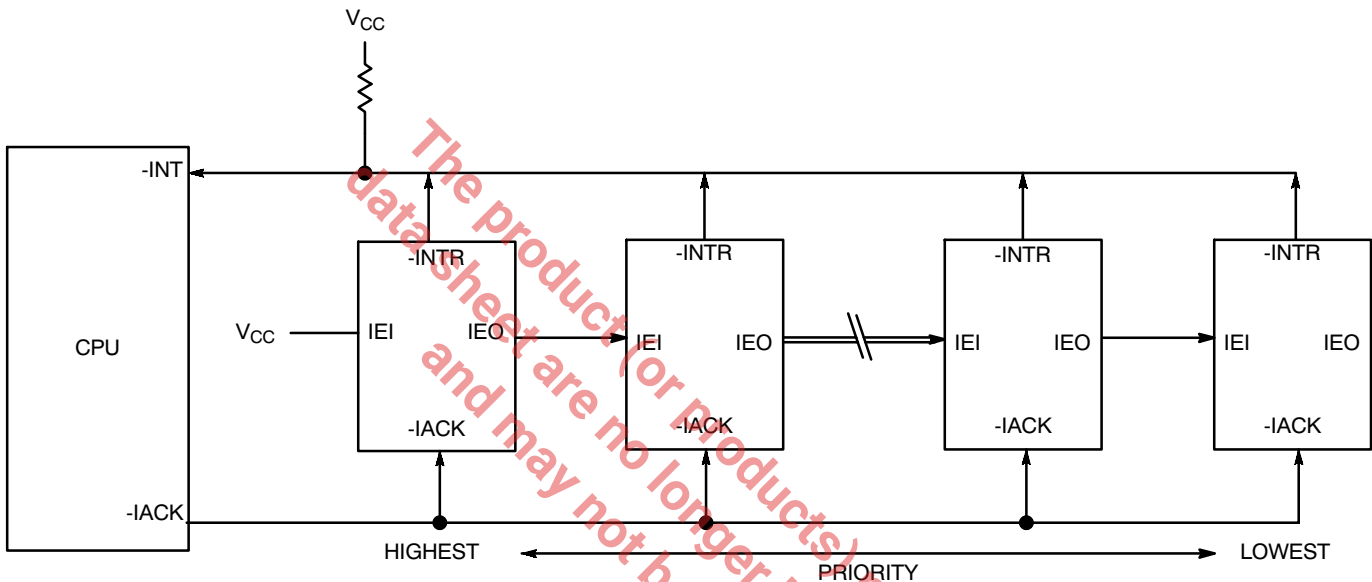 VCC
-INT
-INTR
-INTR
-INTR
-INTR
VCC
IEI
IEO
IEI
IEO
IEI
IEO
IEI
IEO
CPU
-IACK
-IACK
-IACK
-IACK
-IACK
HIGHEST
LOWEST
PRIORITY
The product (or products)
data sheet are no longer
and may not b